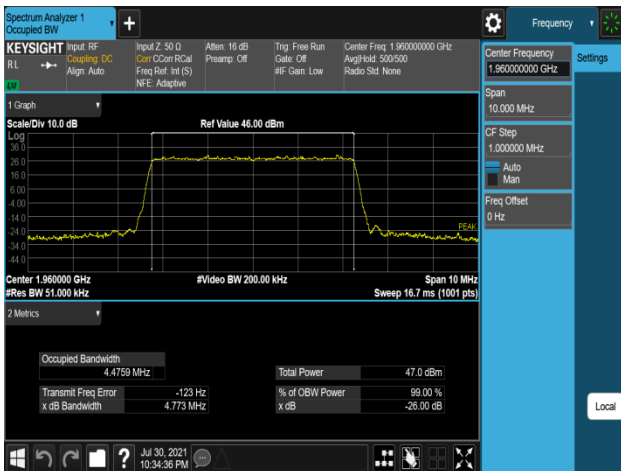 Spectrum Analyzer 1
Occupied BW
+
Frequency
KEYSIGHT
RL
Input: RF
Coupling: DC
Align: Auto
Input Z: 50 Ω
Corr CCorr RCal
Freq Ref: Int (S)
NFE: Adaptive
Atten: 16 dB
Preamp: Off
Trig: Free Run
Gate: Off
#IF Gain: Low
Center Freq: 1.960000000 GHz
Avg|Hold: 500/500
Radio Std: None
Center Frequency
1.960000000 GHz
Settings
Span
10.000 MHz
CF Step
1.000000 MHz
Auto
Man
Freq Offset
0 Hz
Local
1 Graph
Scale/Div 10.0 dB
Ref Value 46.00 dBm
Log
36.0
26.0
16.0
6.00
-4.00
-14.0
-24.0
-34.0
-44.0
PEAK
Center 1.960000 GHz
#Video BW 200.00 kHz
Span 10 MHz
#Res BW 51.000 kHz
Sweep 16.7 ms (1001 pts)
2 Metrics
Occupied Bandwidth
4.4759 MHz
Total Power
47.0 dBm
Transmit Freq Error
-123 Hz
% of OBW Power
99.00 %
x dB Bandwidth
4.773 MHz
x dB
-26.00 dB
?
Jul 30, 2021
10:34:36 PM